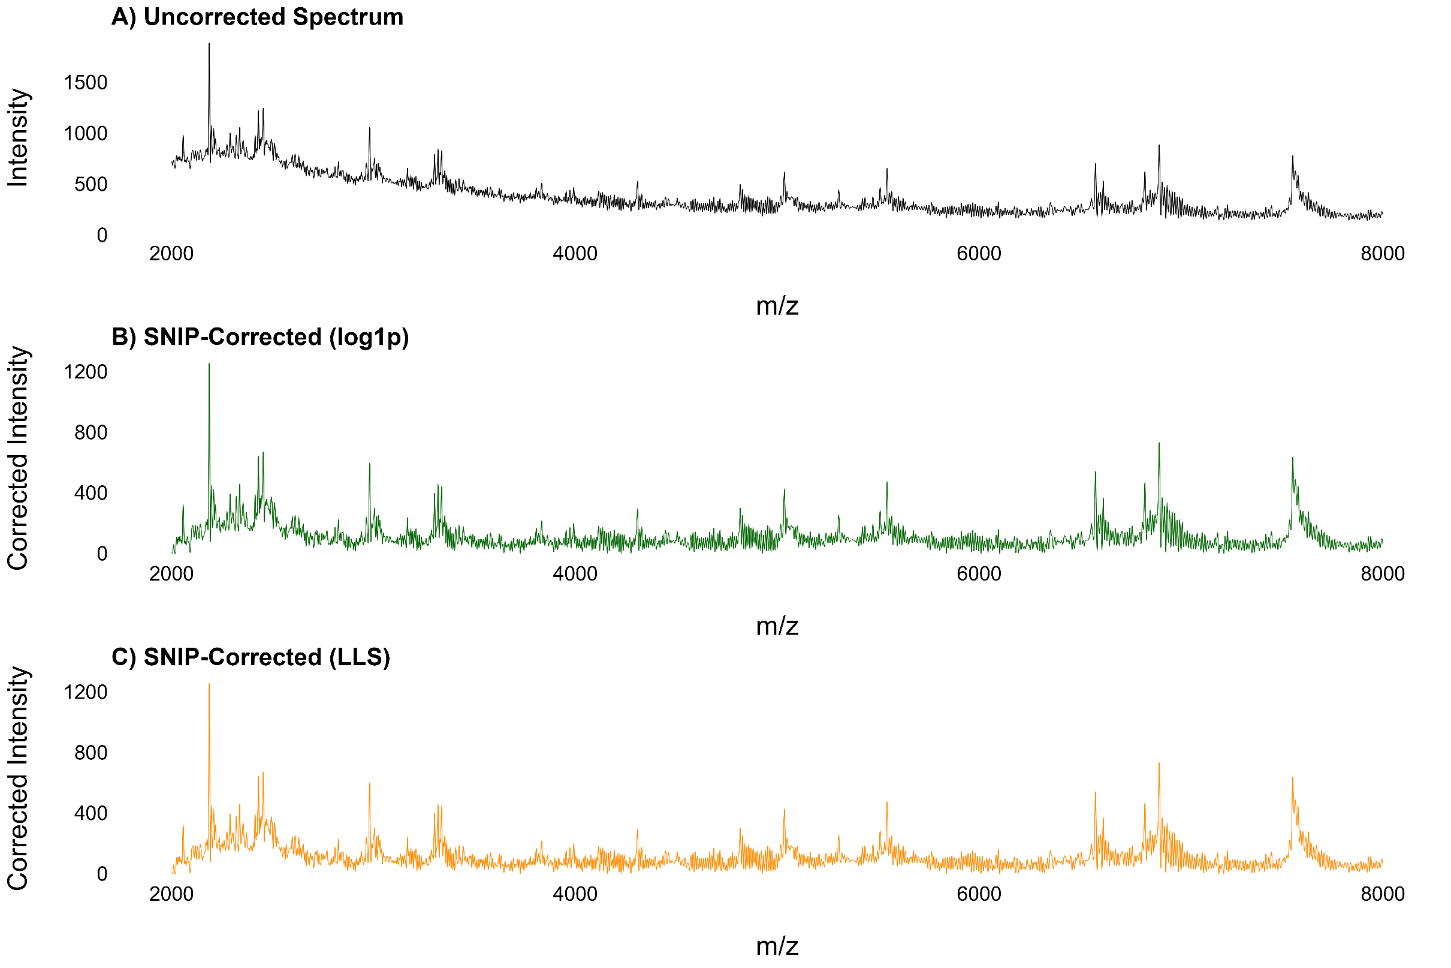 A) Uncorrected Spectrum
Intensity
1500
1000
500
0
2000 4000 6000 8000
m/z
B) SNIP-Corrected (log1p)
Corrected Intensity
1200
800
400
0
2000 4000 6000 8000
m/z
C) SNIP-Corrected (LLS)
Corrected Intensity
1200
800
400
0
2000 4000 6000 8000
m/z